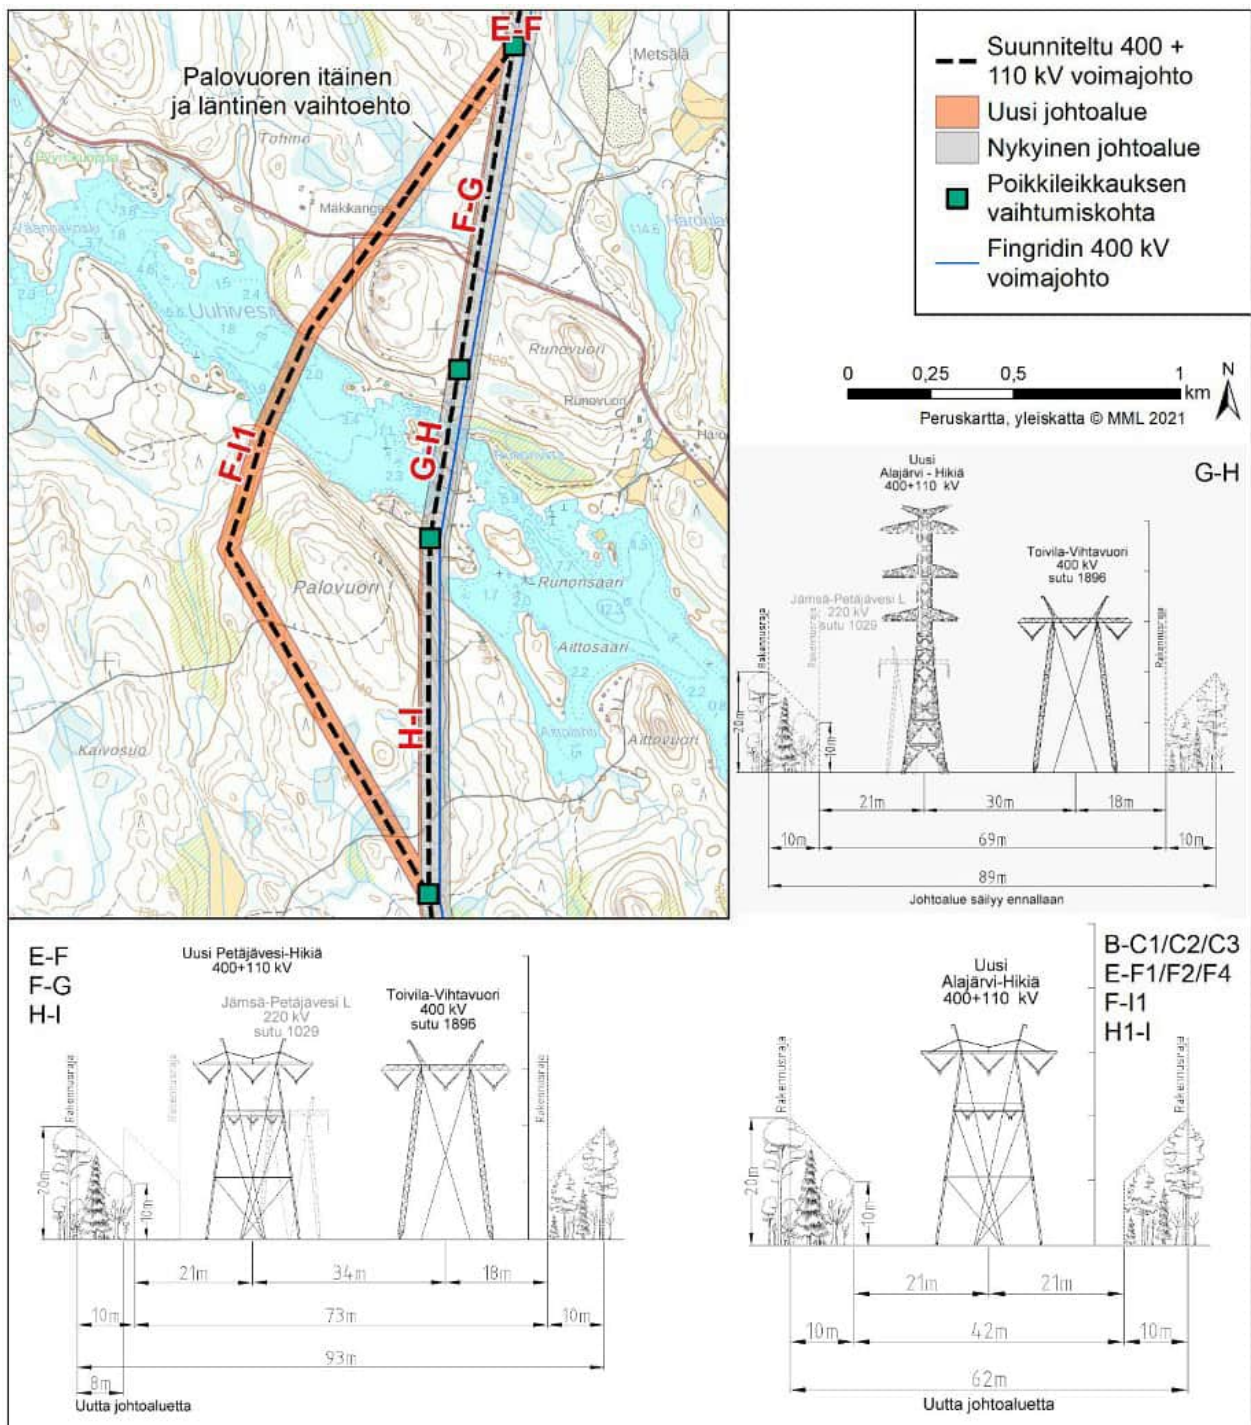 E-F
Metsälä
Palovuoren itäinen
ja läntinen vaihtoehto
Mäkikangas
F-G
Uuhivesi
Runovuori
Runovuori
F-I1
G-H
Palovuori
Runonsaari
Aittosaari
H-I
Aittolahti
Aittovuori
Kaivosuo
Suunniteltu 400 +
110 kV voimajohto
Uusi johtoalue
Nykyinen johtoalue
Poikkileikkauksen
vaihtumiskohta
Fingridin 400 kV
voimajohto
0 0,25 0,5 1
km
N
Peruskartta, yleiskatta © MML 2021
G-H
Uusi
Alajärvi - Hikiä
400+110 kV
Toivila-Vihtavuori
400 kV
sutu 1896
Jämsä-Petäjävesi L
220 kV
sutu 1029
Rakennusraja
Rakennusraja
Rakennusraja
20m
10m
21m 30m 18m
10m 69m 10m
89m
Johtoalue säilyy ennallaan
E-F
F-G
H-I
Uusi Petäjävesi-Hikiä
400+110 kV
Jämsä-Petäjävesi L
220 kV
sutu 1029
Toivila-Vihtavuori
400 kV
sutu 1896
Rakennusraja
Rakennusraja
Rakennusraja
20m
10m
21m 34m 18m
10m 73m 10m
93m
8m
Uutta johtoaluetta
B-C1/C2/C3
E-F1/F2/F4
F-I1
H1-I
Uusi
Alajärvi-Hikiä
400+110 kV
Rakennusraja
Rakennusraja
20m
10m
21m 21m
10m 42m 10m
62m
Uutta johtoaluetta